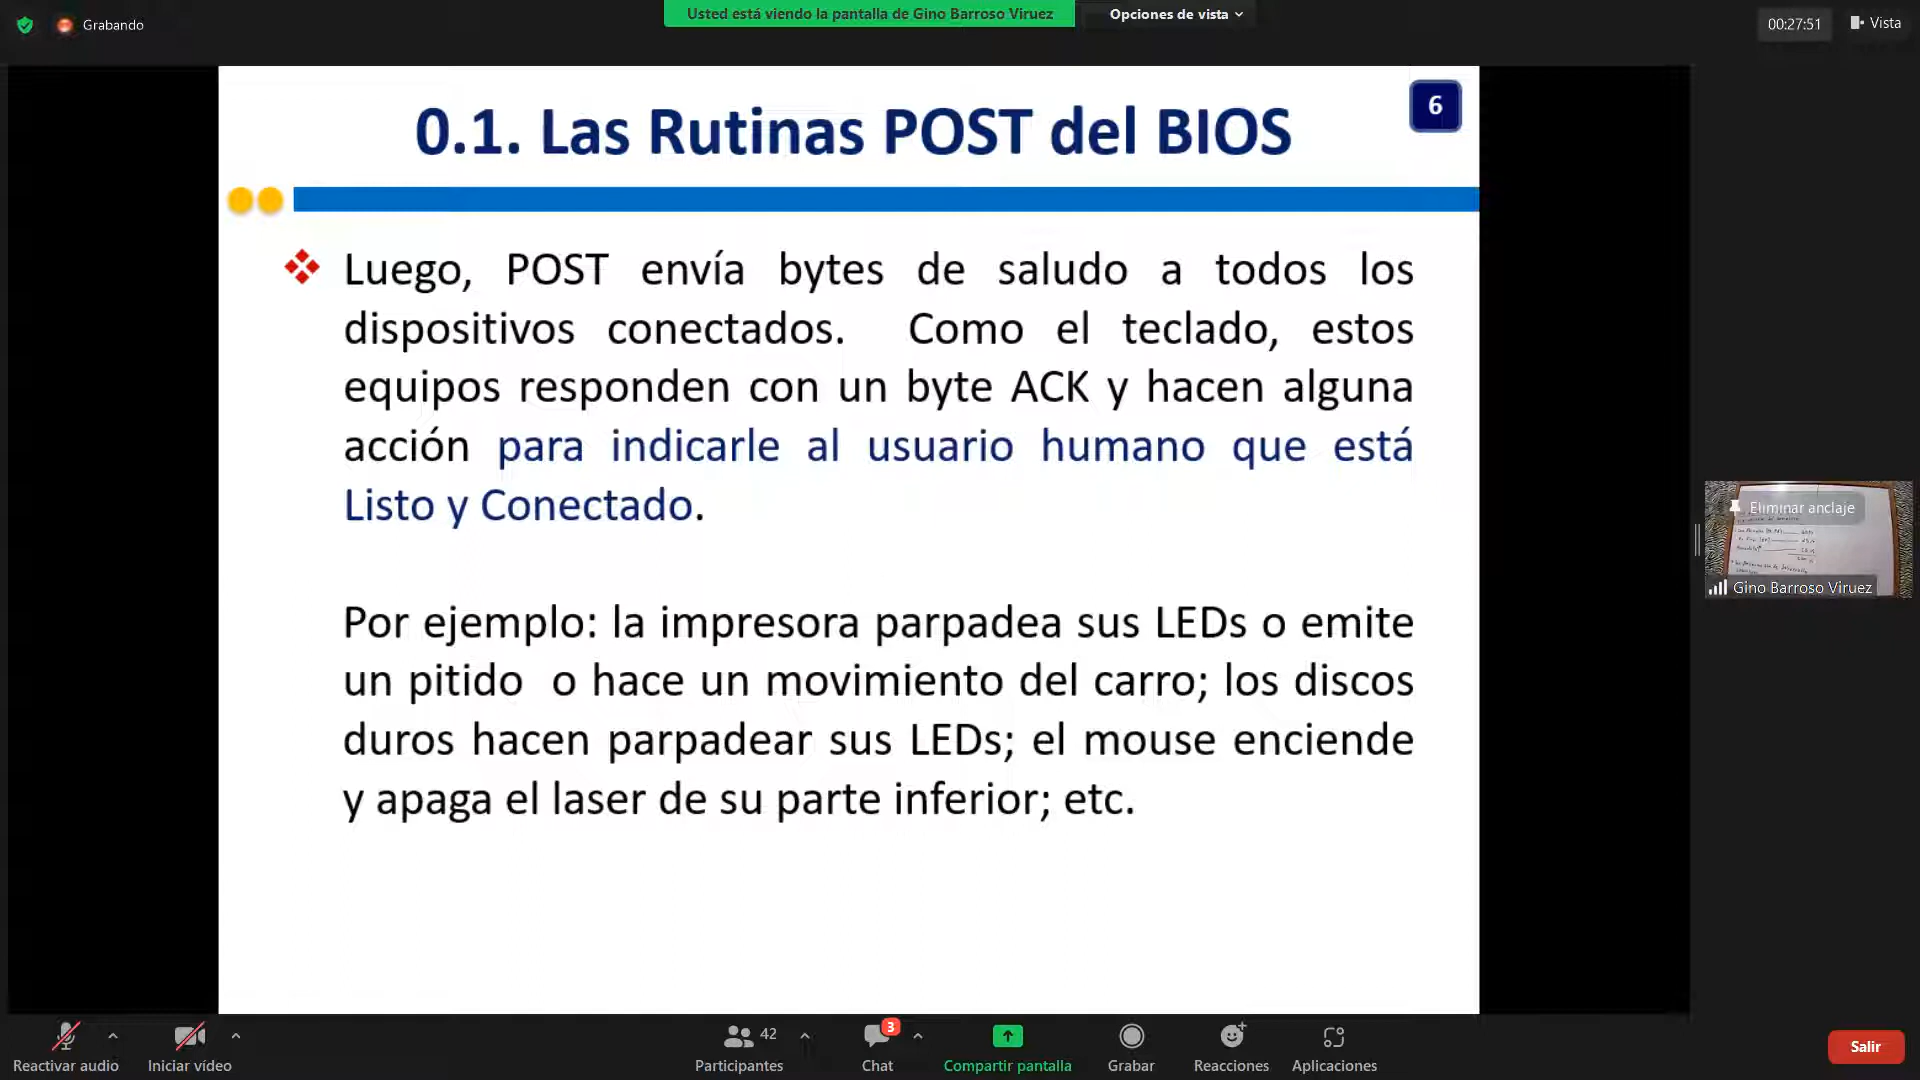 Grabando
Usted está viendo la pantalla de Gino Barroso Viruez
Opciones de vista
00:27:51
Vista
0.1. Las Rutinas POST del BIOS
6
Luego, POST envía bytes de saludo a todos los
dispositivos conectados. Como el teclado, estos
equipos responden con un byte ACK y hacen alguna
acción para indicarle al usuario humano que está
Listo y Conectado.
Por ejemplo: la impresora parpadea sus LEDs o emite
un pitido o hace un movimiento del carro; los discos
duros hacen parpadear sus LEDs; el mouse enciende
y apaga el laser de su parte inferior; etc.
Eliminar anclaje
Gino Barroso Viruez
Reactivar audio
Iniciar vídeo
42
Participantes
3
Chat
Compartir pantalla
Grabar
Reacciones
Aplicaciones
Salir